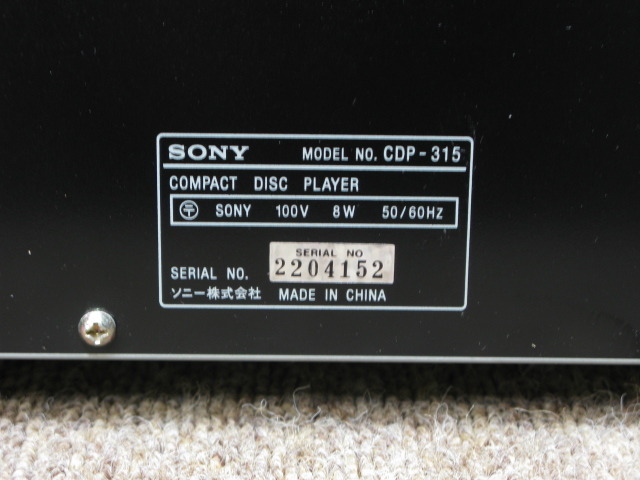 SONY MODEL NO. CDP-315
COMPACT DISC PLAYER
〒 SONY 100V 8W 50/60Hz
SERIAL NO
SERIAL NO. 2204152
ソニー株式会社 MADE IN CHINA